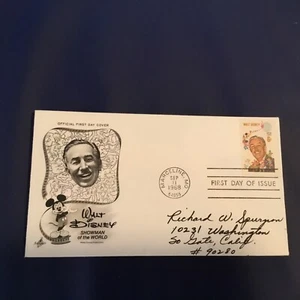 OFFICIAL FIRST DAY COVER
WALT
DISNEY
SHOWMAN
of the WORLD
MARCELINE, MO
SEP
11
1968
FIRST DAY OF ISSUE
Richard W. Spurgeon
10231 Washington
So Gate, Calif.
# 90280